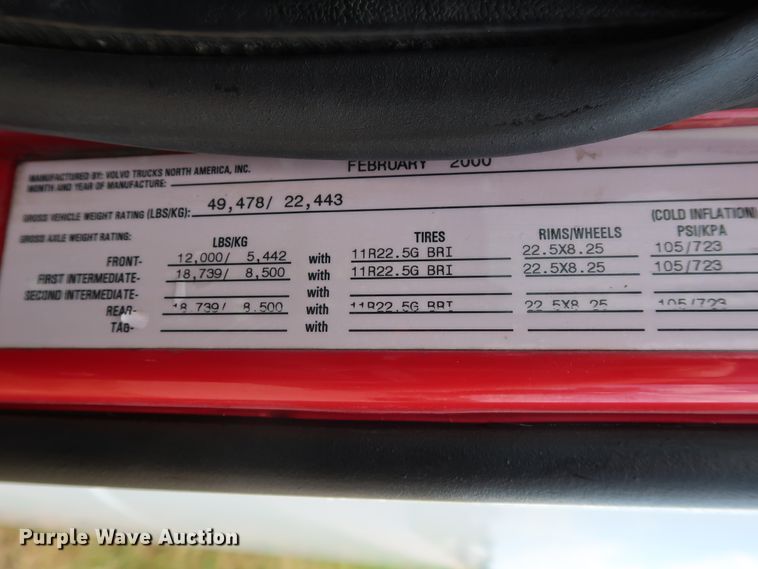 MANUFACTURED BY: VOLVO TRUCKS NORTH AMERICA, INC.
MONTH AND YEAR OF MANUFACTURE: FEBRUARY 2000
GROSS VEHICLE WEIGHT RATING (LBS/KG): 49,478/ 22,443
GROSS AXLE WEIGHT RATING: LBS/KG TIRES RIMS/WHEELS (COLD INFLATION) PSI/KPA
FRONT- 12,000/ 5,442 with 11R22.5G BRI 22.5X8.25 105/723
FIRST INTERMEDIATE- 18,739/ 8,500 with 11R22.5G BRI 22.5X8.25 105/723
SECOND INTERMEDIATE- with
REAR- 18,739/ 8,500 with 11R22.5G BRI 22.5X8.25 105/723
TAG- with
Purple Wave Auction